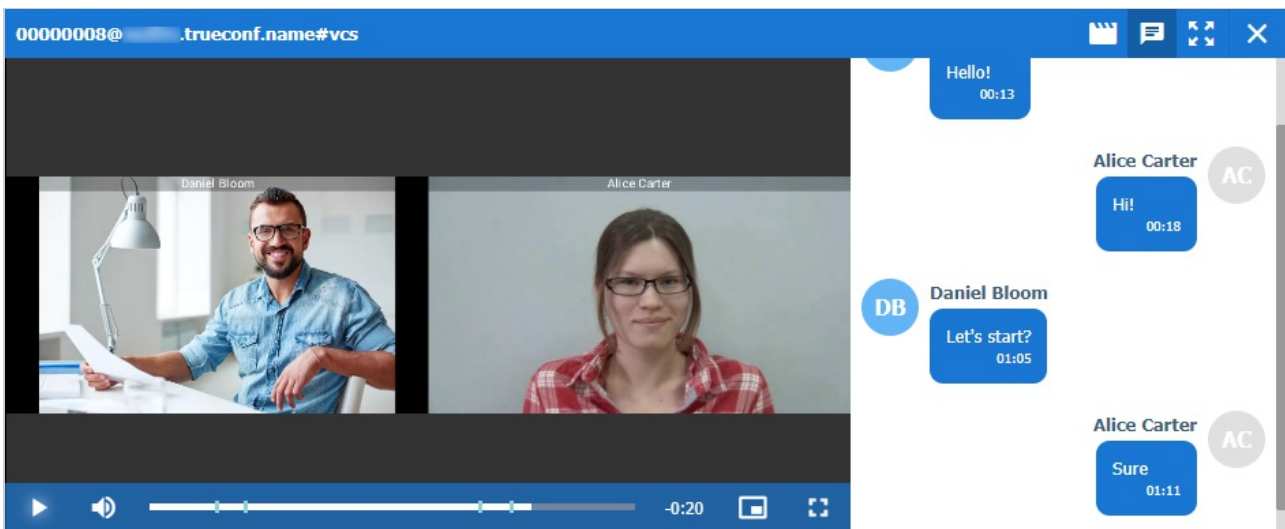 00000008@ .trueconf.name#vcs
Daniel Bloom
Alice Carter
-0:20
Hello!
00:13
Alice Carter
AC
Hi!
00:18
DB
Daniel Bloom
Let's start?
01:05
Alice Carter
AC
Sure
01:11